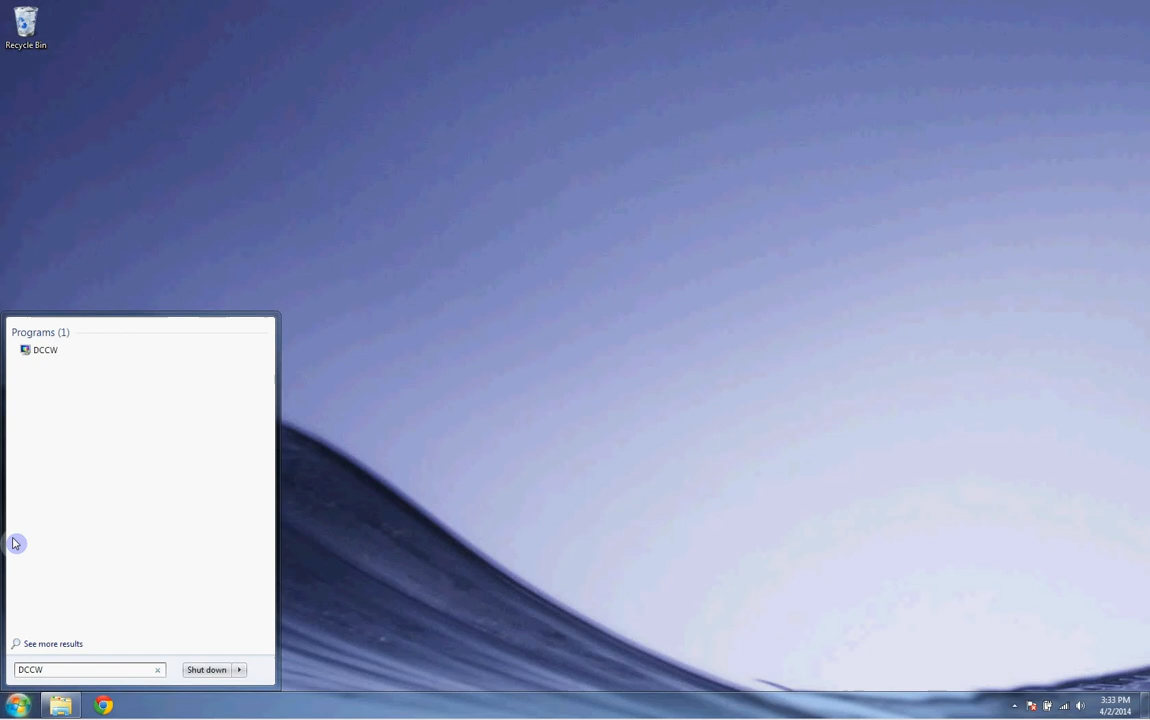 Recycle Bin
Programs (1)
DCCW
See more results
DCCW
Shut down
3:33 PM
4/2/2014